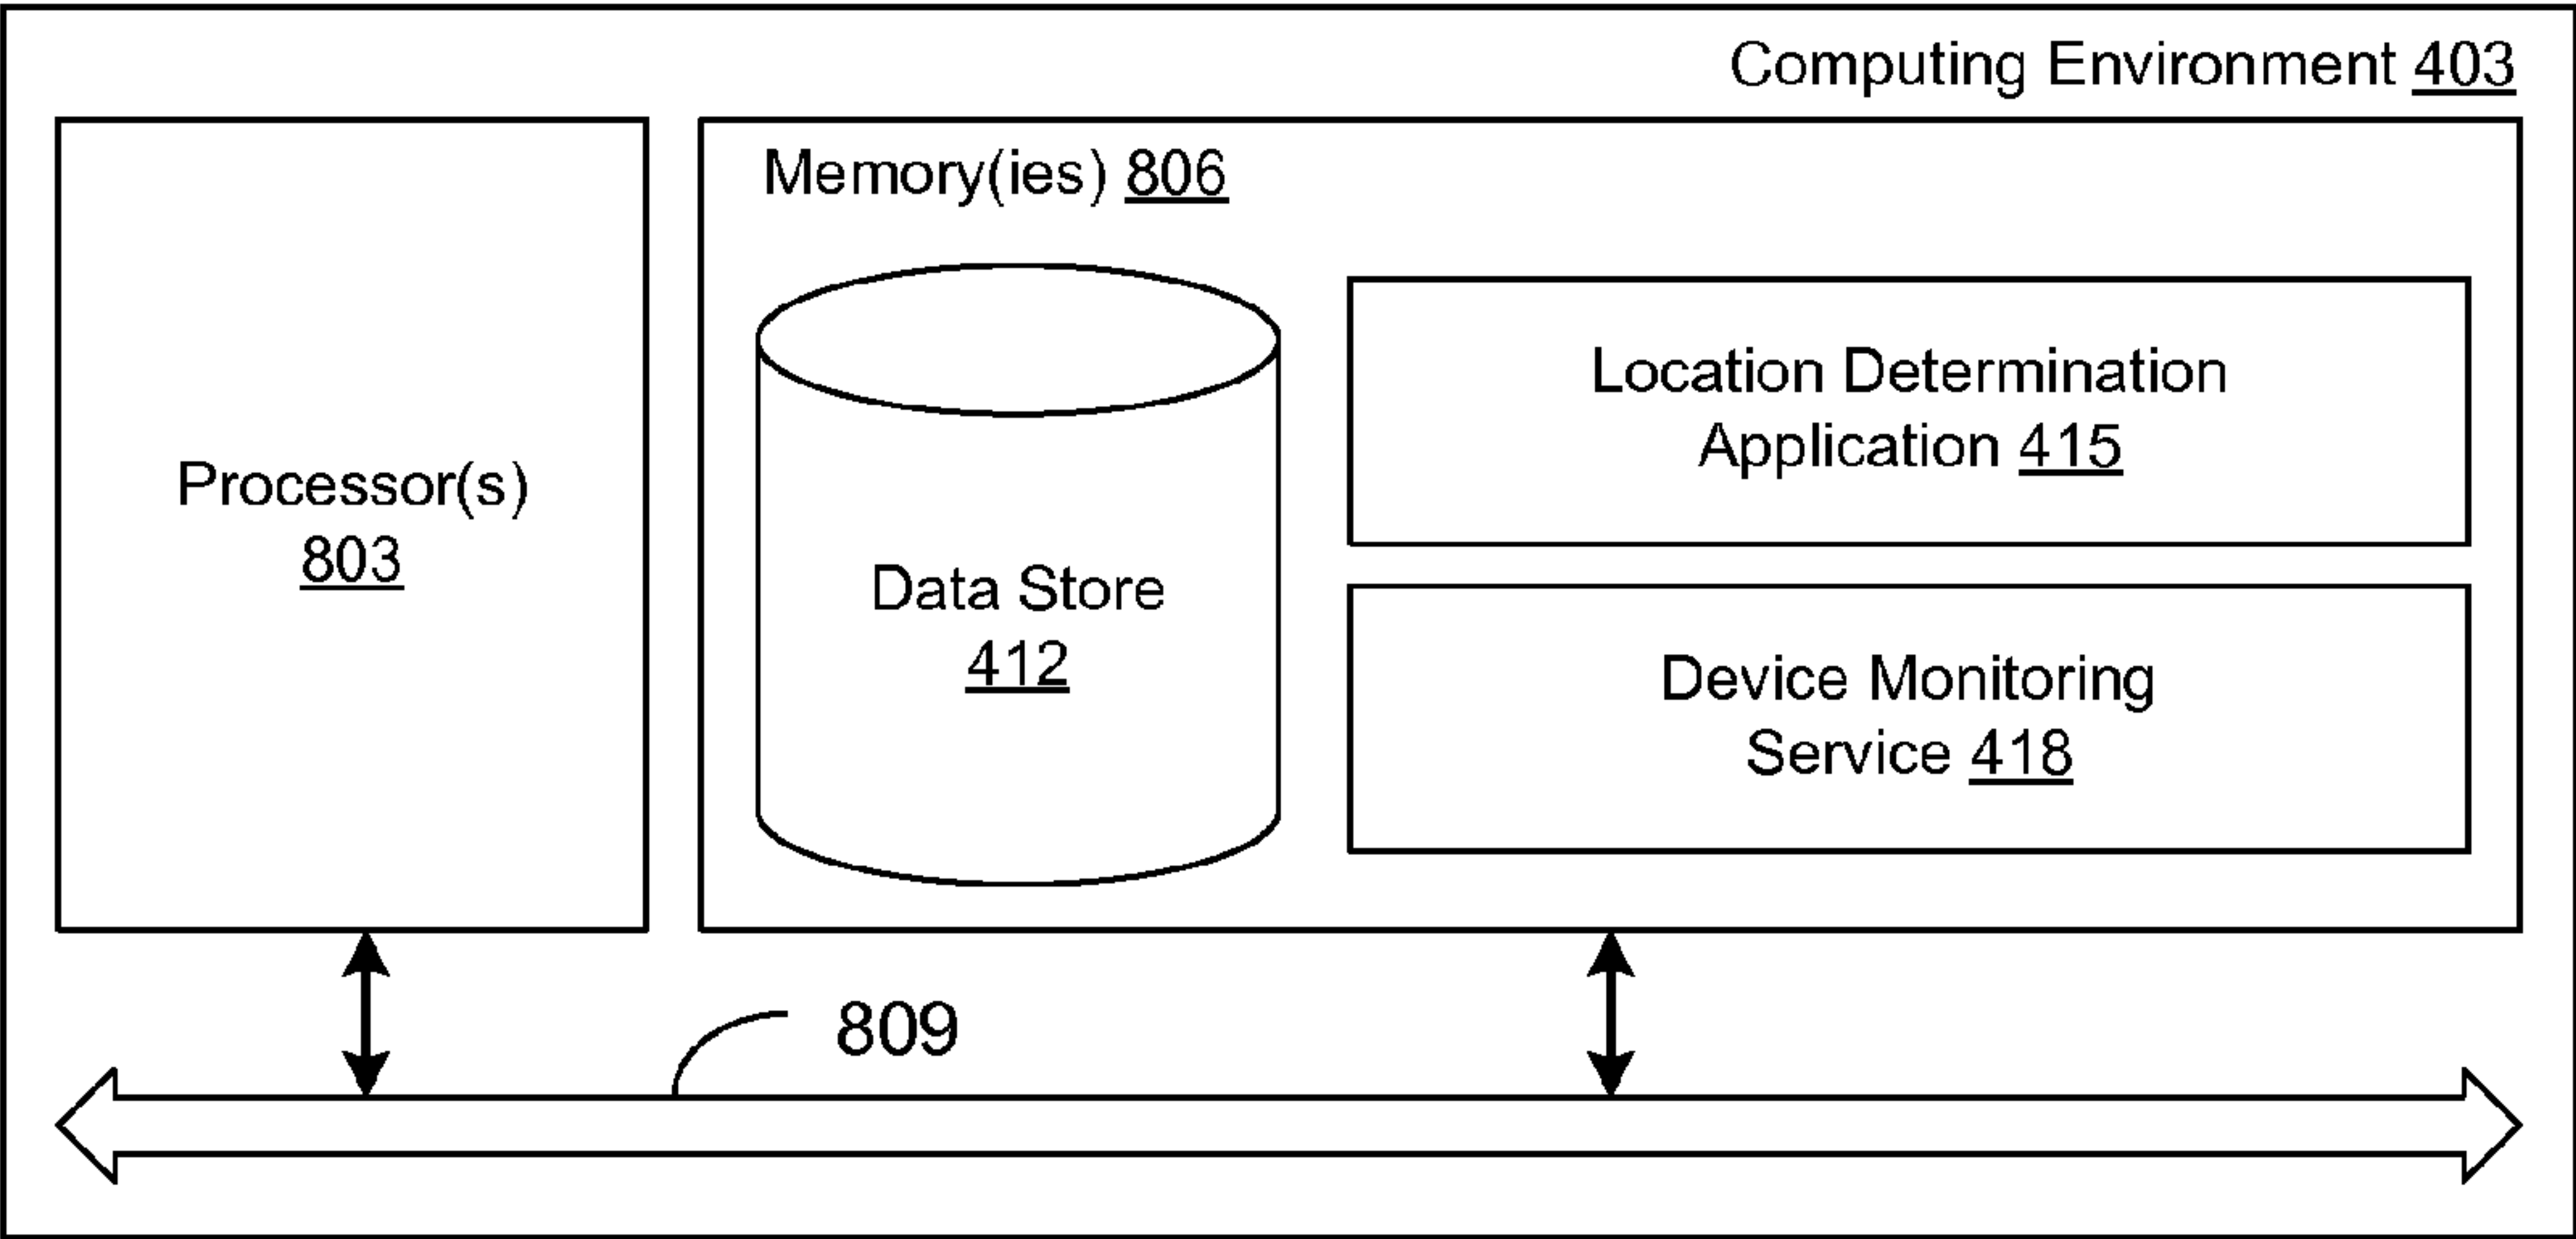 Computing Environment 403
Memory(ies) 806
Processor(s)
803
Data Store
412
Location Determination
Application 415
Device Monitoring
Service 418
809